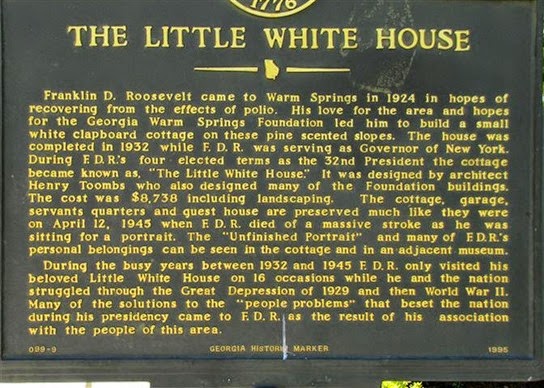 1776
THE LITTLE WHITE HOUSE
Franklin D. Roosevelt came to Warm Springs in 1924 in hopes of
recovering from the effects of polio. His love for the area and hopes
for the Georgia Warm Springs Foundation led him to build a small
white clapboard cottage on these pine scented slopes. The house was
completed in 1932 while F. D. R. was serving as Governor of New York.
During F. D. R.'s four elected terms as the 32nd President the cottage
became known as, "The Little White House." It was designed by architect
Henry Toombs who also designed many of the Foundation buildings.
The cost was $8,738 including landscaping. The cottage, garage,
servants quarters and guest house are preserved much like they were
on April 12, 1945 when F. D. R. died of a massive stroke as he was
sitting for a portrait. The "Unfinished Portrait" and many of F. D. R.'s
personal belongings can be seen in the cottage and in an adjacent museum.
During the busy years between 1932 and 1945 F. D. R. only visited his
beloved Little White House on 16 occasions while he and the nation
struggled through the Great Depression of 1929 and then World War II.
Many of the solutions to the "people problems" that beset the nation
during his presidency came to F. D. R. as the result of his association
with the people of this area.
029-9 GEORGIA HISTORIC MARKER 1995